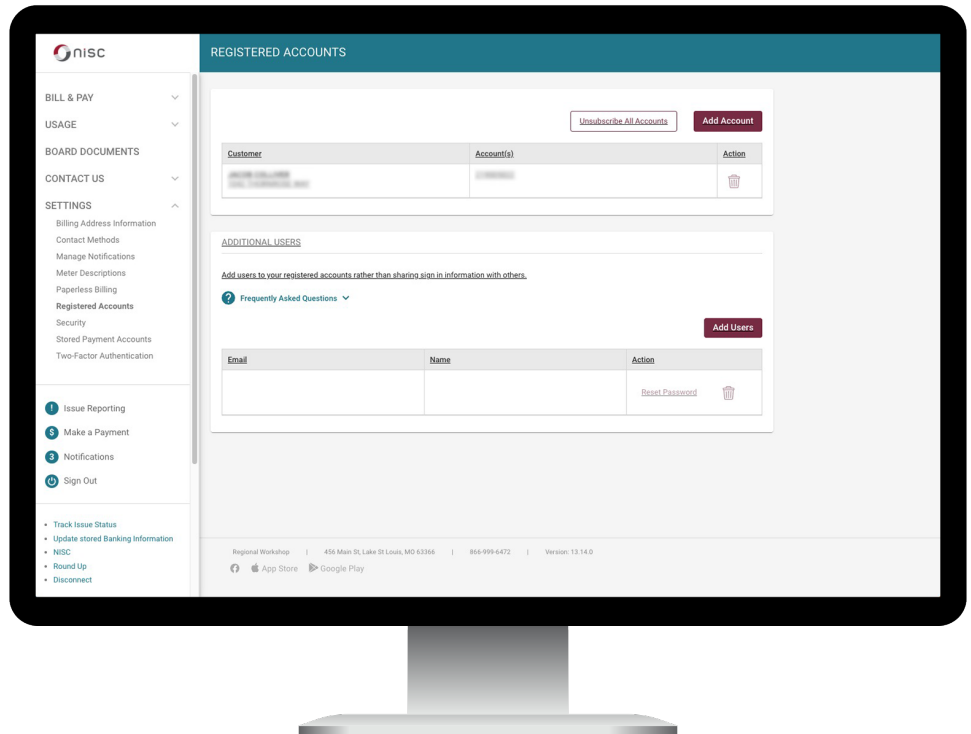 nisc
REGISTERED ACCOUNTS
BILL & PAY
USAGE
BOARD DOCUMENTS
CONTACT US
SETTINGS
Billing Address Information
Contact Methods
Manage Notifications
Meter Descriptions
Paperless Billing
Registered Accounts
Security
Stored Payment Accounts
Two-Factor Authentication
! Issue Reporting
$ Make a Payment
3 Notifications
Sign Out
• Track Issue Status
• Update stored Banking Information
• NISC
• Round Up
• Disconnect
Unsubscribe All Accounts Add Account
Customer Account(s) Action
ADDITIONAL USERS
Add users to your registered accounts rather than sharing sign in information with others.
? Frequently Asked Questions
Add Users
Email Name Action
Reset Password
Regional Workshop | 456 Main St, Lake St Louis, MO 63366 | 866-999-6472 | Version: 13.14.0
App Store Google Play